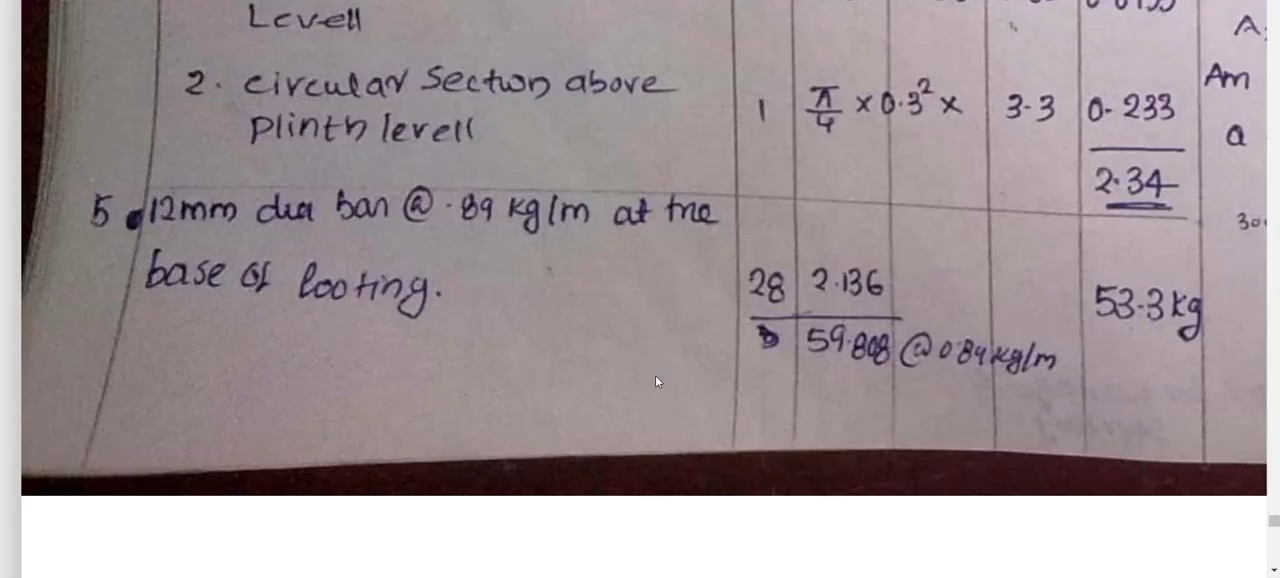 Levell
2. circular Section above 1 π/4 × 0.3² × 3.3 0.233
Plinth levell
2.34
5. 12mm dia bar @ .89 kg/m at the
base of footing. 28 2.136 53.3 kg
59.808 @ 0.89 kg/m
A
Am
a
30